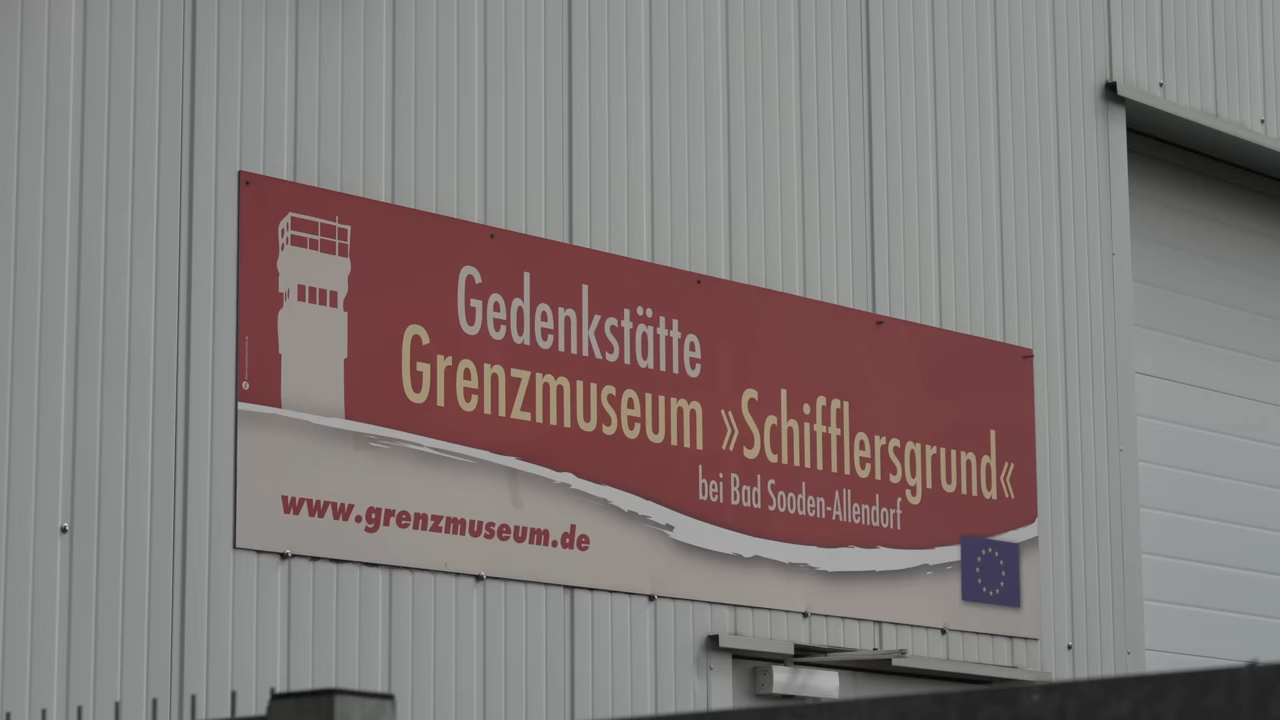 Gedenkstätte
Grenzmuseum »Schifflersgrund«
bei Bad Sooden-Allendorf
www.grenzmuseum.de